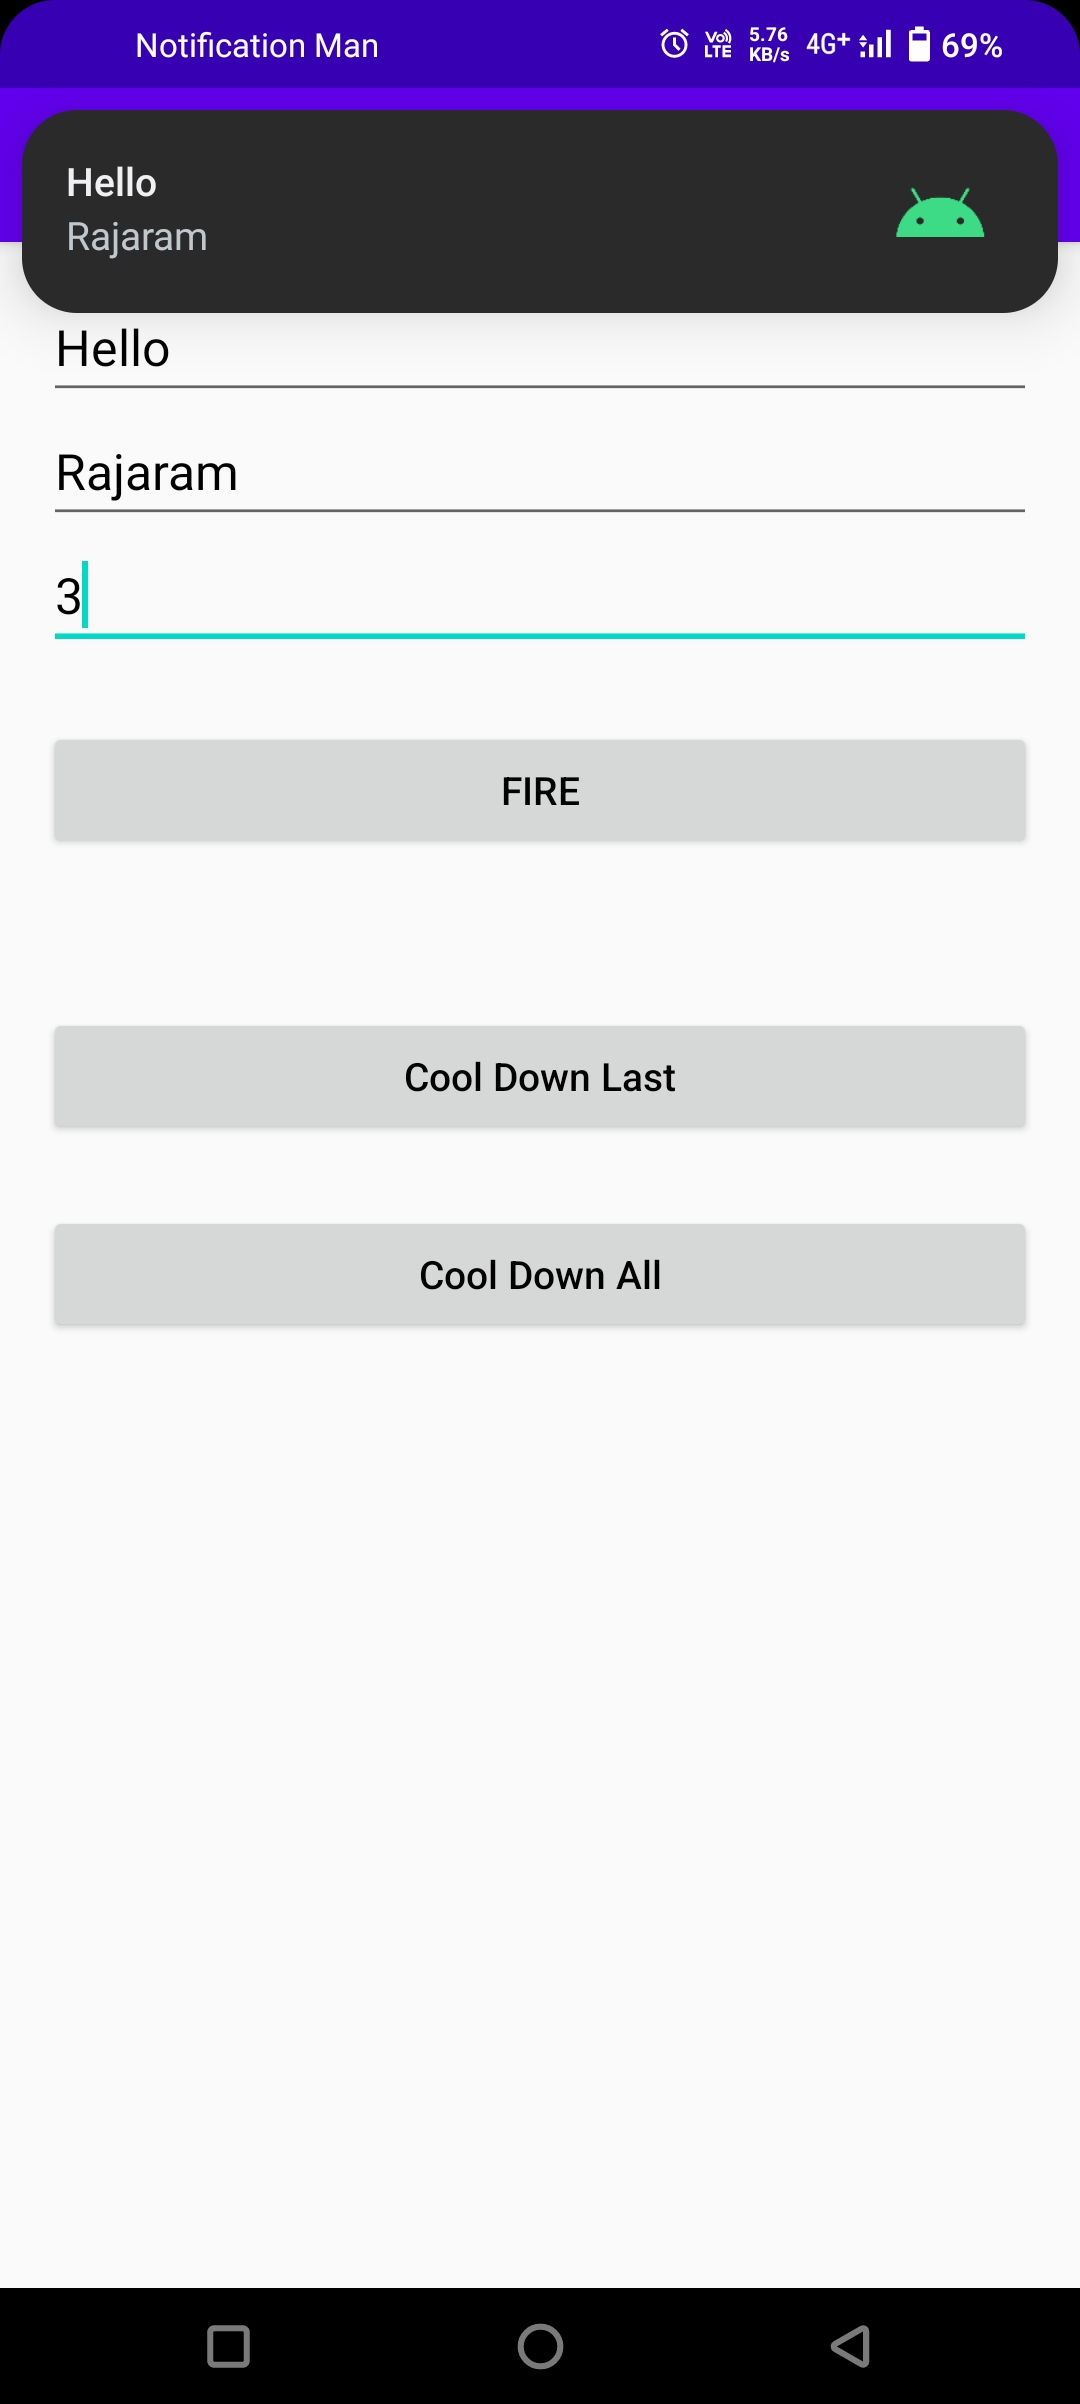 Notification Man
Vo)) LTE
5.76 KB/s
4G+
69%
Hello
Rajaram
Hello
Rajaram
3
FIRE
Cool Down Last
Cool Down All